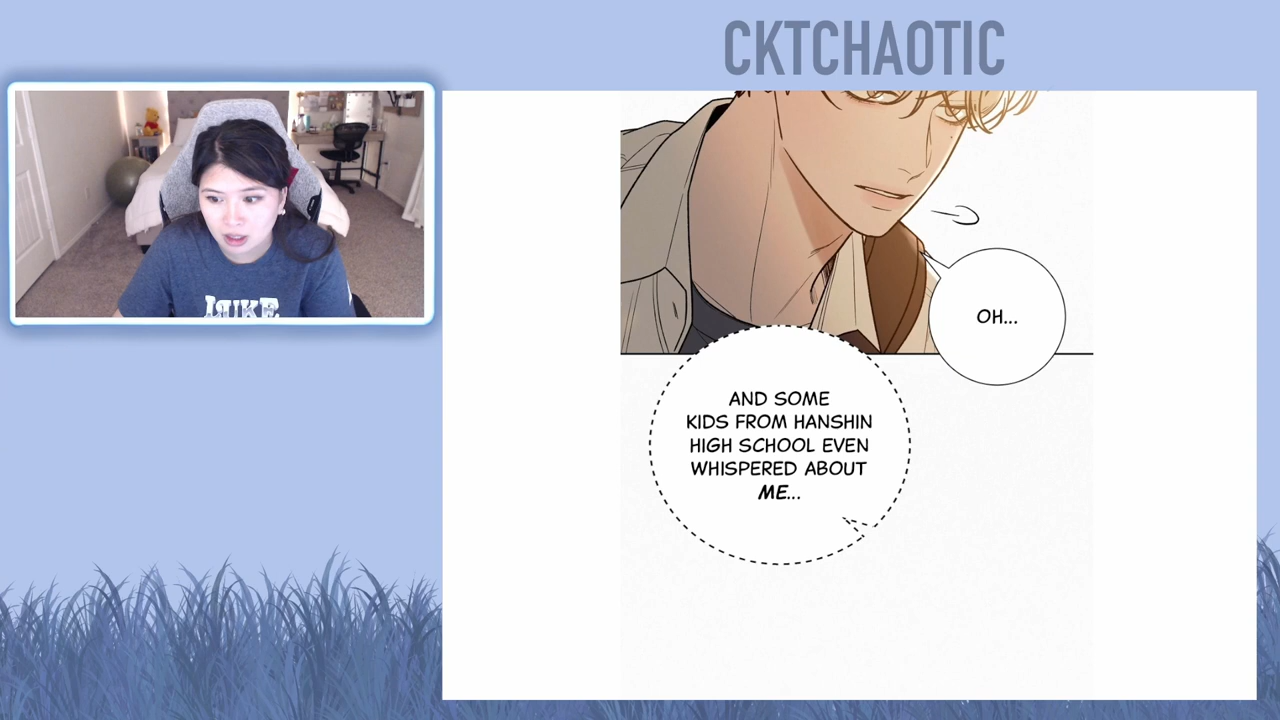 CKTCHAOTIC
OH...
AND SOME
KIDS FROM HANSHIN
HIGH SCHOOL EVEN
WHISPERED ABOUT
ME...